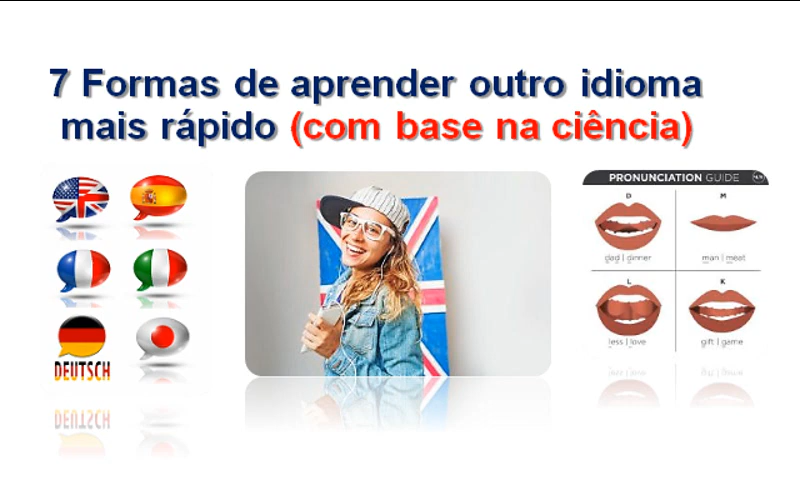 7 Formas de aprender outro idioma
mais rápido (com base na ciência)
PRONUNCIATION GUIDE
D
M
dad | dinner
man | meat
L
K
less | love
gift | game
DEUTSCH